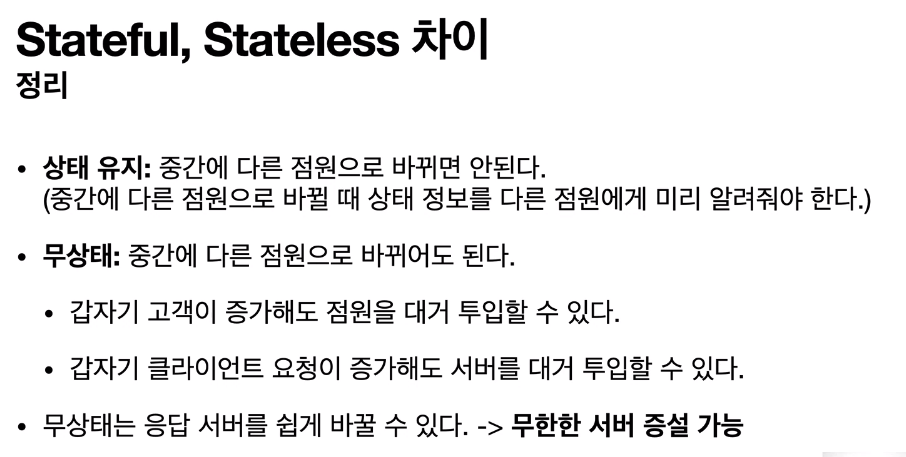 Stateful, Stateless 차이
정리
• 상태 유지: 중간에 다른 점원으로 바뀌면 안된다.
(중간에 다른 점원으로 바뀔 때 상태 정보를 다른 점원에게 미리 알려줘야 한다.)
• 무상태: 중간에 다른 점원으로 바뀌어도 된다.
• 갑자기 고객이 증가해도 점원을 대거 투입할 수 있다.
• 갑자기 클라이언트 요청이 증가해도 서버를 대거 투입할 수 있다.
• 무상태는 응답 서버를 쉽게 바꿀 수 있다. -> 무한한 서버 증설 가능